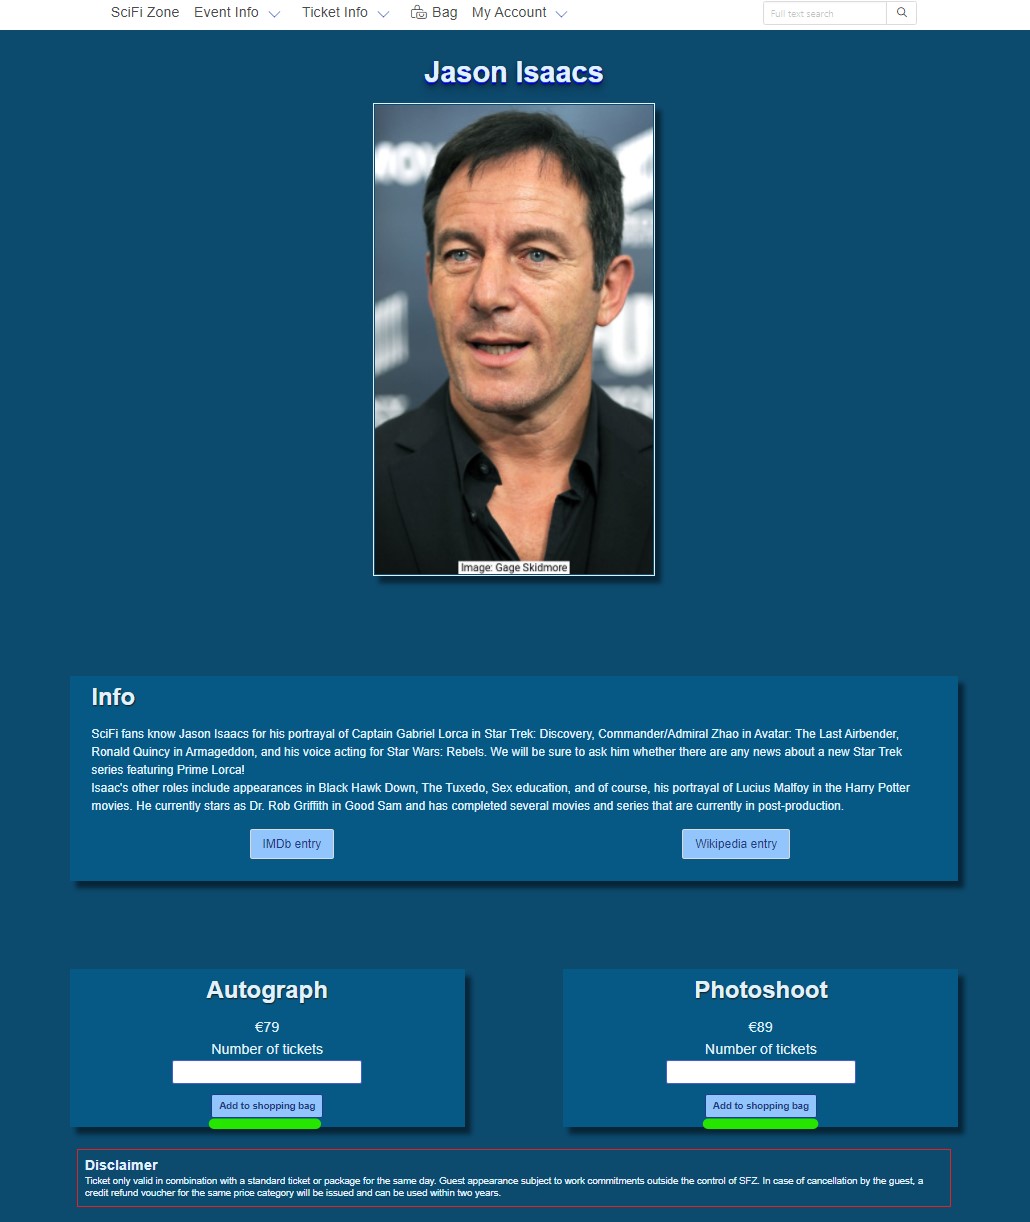 SciFi Zone Event Info Ticket Info Bag My Account Full text search
Jason Isaacs
Image: Gage Skidmore
Info
SciFi fans know Jason Isaacs for his portrayal of Captain Gabriel Lorca in Star Trek: Discovery, Commander/Admiral Zhao in Avatar: The Last Airbender,
Ronald Quincy in Armageddon, and his voice acting for Star Wars: Rebels. We will be sure to ask him whether there are any news about a new Star Trek
series featuring Prime Lorca!
Isaac's other roles include appearances in Black Hawk Down, The Tuxedo, Sex education, and of course, his portrayal of Lucius Malfoy in the Harry Potter
movies. He currently stars as Dr. Rob Griffith in Good Sam and has completed several movies and series that are currently in post-production.
IMDb entry Wikipedia entry
Autograph
€79
Number of tickets
Add to shopping bag
Photoshoot
€89
Number of tickets
Add to shopping bag
Disclaimer
Ticket only valid in combination with a standard ticket or package for the same day. Guest appearance subject to work commitments outside the control of SFZ. In case of cancellation by the guest, a
credit refund voucher for the same price category will be issued and can be used within two years.